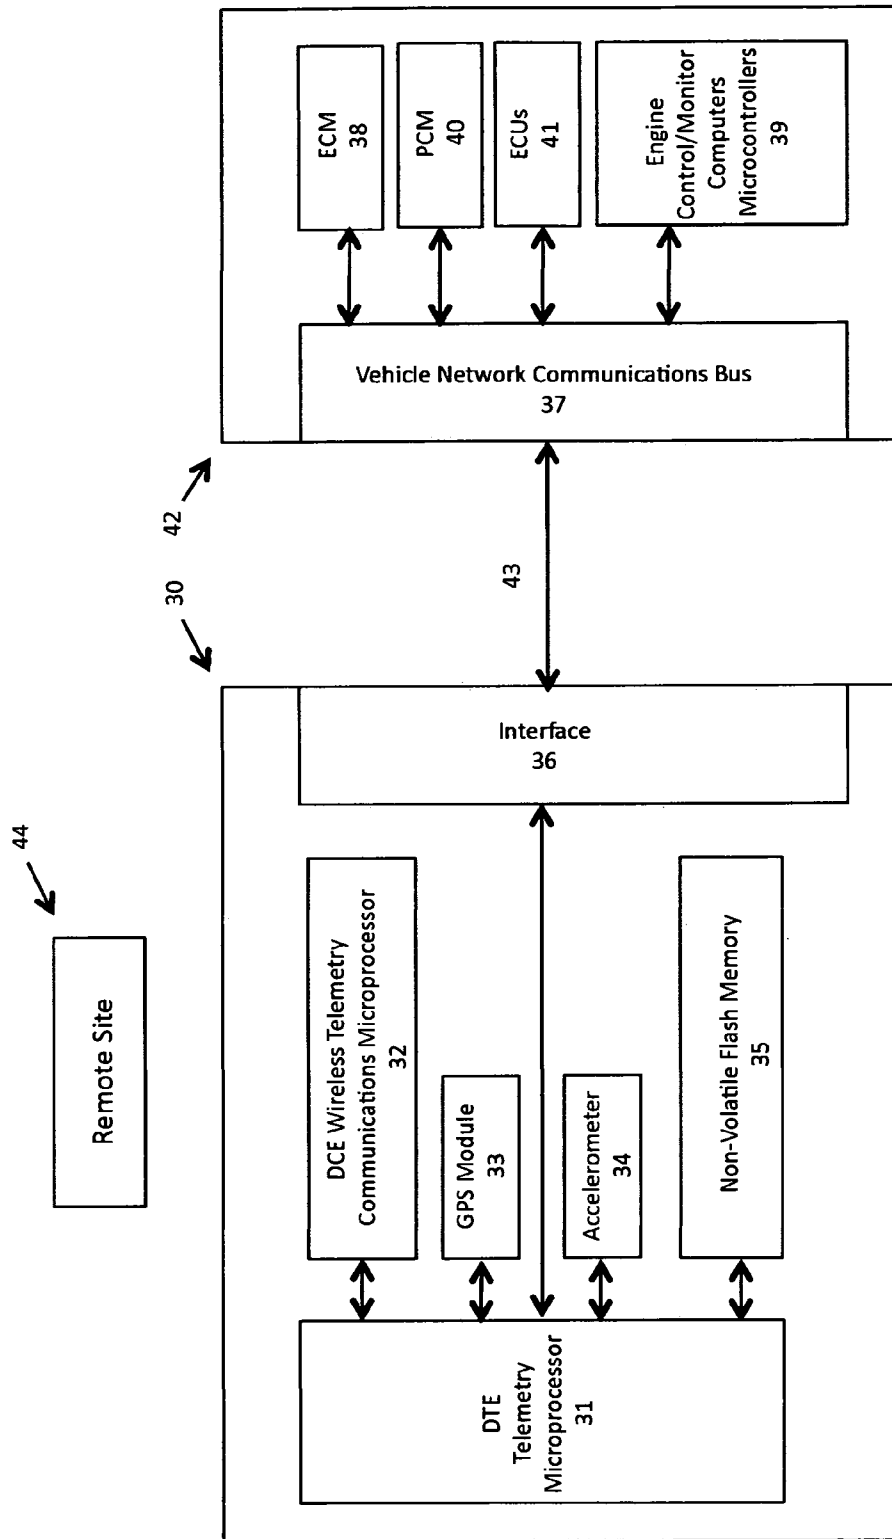 44
Remote Site
30
42
DTE
Telemetry
Microprocessor
31
DCE Wireless Telemetry
Communications Microprocessor
32
GPS Module
33
Accelerometer
34
Non-Volatile Flash Memory
35
Interface
36
43
Vehicle Network Communications Bus
37
ECM
38
PCM
40
ECUs
41
Engine
Control/Monitor
Computers
Microcontrollers
39